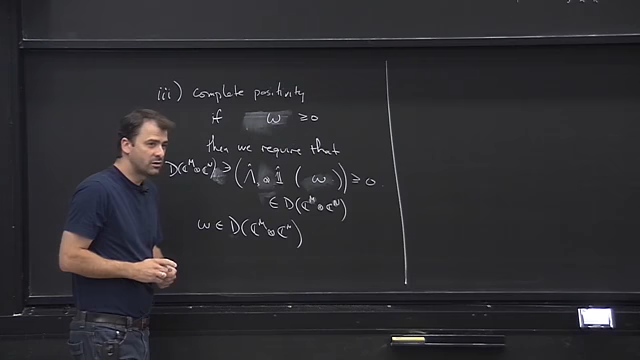 iii) complete positivity
if ω ≥ 0
then we require that
D(ℂᴹ⊗ℂᴺ) ∋ (Λ̂ ⊗ 𝟙̂ (ω)) ≥ 0
∈ D(ℂᴹ⊗ℂᴺ)
ω ∈ D(ℂᴹ⊗ℂᴺ)